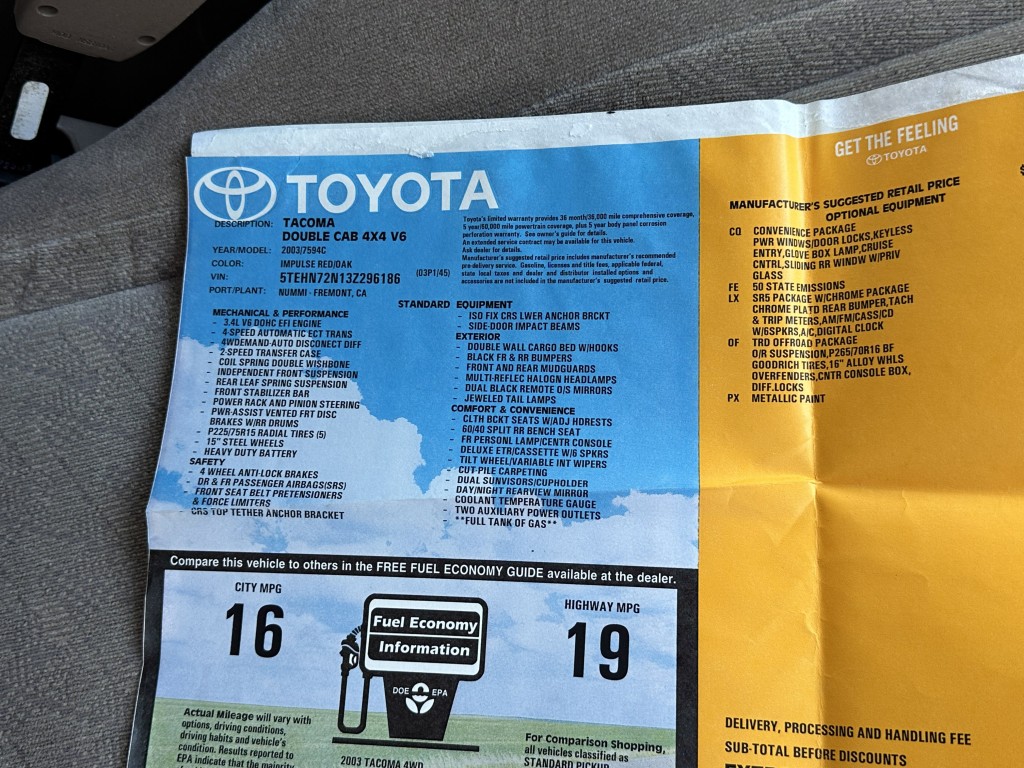 TOYOTA
DESCRIPTION: TACOMA
DOUBLE CAB 4X4 V6
YEAR/MODEL: 2003/7594C
COLOR: IMPULSE RED/OAK
VIN: 5TEHN72N13Z296186 (03P1/45)
PORT/PLANT: NUMMI - FREMONT, CA
Toyota's limited warranty provides 36 month/36,000 mile comprehensive coverage,
5 year/60,000 mile powertrain coverage, plus 5 year body panel corrosion
perforation warranty. See owner's guide for details.
An extended service contract may be available for this vehicle.
Ask dealer for details.
Manufacturer's suggested retail price includes manufacturer's recommended
pre-delivery service. Gasoline, licenses and title fees, applicable federal,
state local taxes and dealer and distributor installed options and
accessories are not included in the manufacturer's suggested retail price.
STANDARD EQUIPMENT
MECHANICAL & PERFORMANCE
- 3.4L V6 DOHC EFI ENGINE
- 4-SPEED AUTOMATIC ECT TRANS
- 4WDEMAND-AUTO DISCONECT DIFF
- 2-SPEED TRANSFER CASE
- COIL SPRING DOUBLE WISHBONE
- INDEPENDENT FRONT SUSPENSION
- REAR LEAF SPRING SUSPENSION
- FRONT STABILIZER BAR
- POWER RACK AND PINION STEERING
- PWR-ASSIST VENTED FRT DISC
BRAKES W/RR DRUMS
- P225/75R15 RADIAL TIRES (5)
- 15" STEEL WHEELS
- HEAVY DUTY BATTERY
SAFETY
- 4 WHEEL ANTI-LOCK BRAKES
- DR & FR PASSENGER AIRBAGS(SRS)
- FRONT SEAT BELT PRETENSIONERS
& FORCE LIMITERS
- CRS TOP TETHER ANCHOR BRACKET
- ISO FIX CRS LWER ANCHOR BRCKT
- SIDE-DOOR IMPACT BEAMS
EXTERIOR
- DOUBLE WALL CARGO BED W/HOOKS
- BLACK FR & RR BUMPERS
- FRONT AND REAR MUDGUARDS
- MULTI-REFLEC HALOGN HEADLAMPS
- DUAL BLACK REMOTE O/S MIRRORS
- JEWELED TAIL LAMPS
COMFORT & CONVENIENCE
- CLTH BCKT SEATS W/ADJ HDRESTS
- 60/40 SPLIT RR BENCH SEAT
- FR PERSONL LAMP/CENTR CONSOLE
- DELUXE ETR/CASSETTE W/6 SPKRS
- TILT WHEEL/VARIABLE INT WIPERS
- CUT PILE CARPETING
- DUAL SUNVISORS/CUPHOLDER
- DAY/NIGHT REARVIEW MIRROR
- COOLANT TEMPERATURE GAUGE
- TWO AUXILIARY POWER OUTLETS
- **FULL TANK OF GAS**
GET THE FEELING
TOYOTA
MANUFACTURER'S SUGGESTED RETAIL PRICE
OPTIONAL EQUIPMENT
CQ CONVENIENCE PACKAGE
PWR WINDOWS/DOOR LOCKS,KEYLESS
ENTRY,GLOVE BOX LAMP,CRUISE
CNTRL,SLIDING RR WINDW W/PRIV
GLASS
FE 50 STATE EMISSIONS
LX SR5 PACKAGE W/CHROME PACKAGE
CHROME PLATD REAR BUMPER,TACH
& TRIP METERS,AM/FM/CASS/CD
W/6SPKRS,A/C,DIGITAL CLOCK
OF TRD OFFROAD PACKAGE
O/R SUSPENSION,P265/70R16 BF
GOODRICH TIRES,16" ALLOY WHLS
OVERFENDERS,CNTR CONSOLE BOX,
DIFF.LOCKS
PX METALLIC PAINT
Compare this vehicle to others in the FREE FUEL ECONOMY GUIDE available at the dealer.
CITY MPG
16
Fuel Economy
Information
DOE EPA
HIGHWAY MPG
19
Actual Mileage will vary with
options, driving conditions,
driving habits and vehicle's
condition. Results reported to
EPA indicate that the majority
2003 TACOMA 4WD
For Comparison Shopping,
all vehicles classified as
STANDARD PICKUP
DELIVERY, PROCESSING AND HANDLING FEE
SUB-TOTAL BEFORE DISCOUNTS